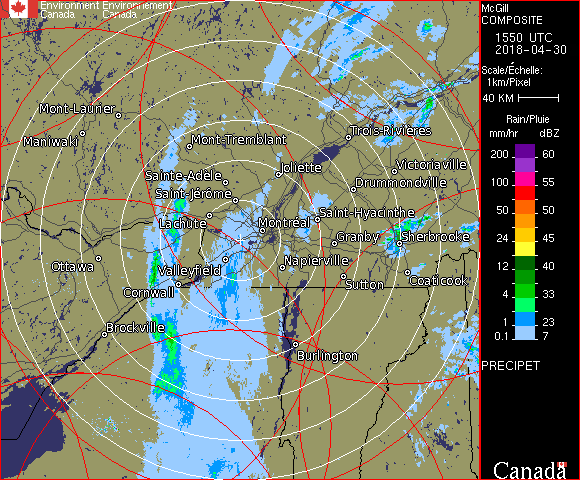 Environment Environnement
Canada Canada
Mont-Laurier
Maniwaki
Mont-Tremblant
Trois-Rivières
Joliette
Victoriaville
Sainte-Adèle
Drummondville
Saint-Jérôme
Lachute
Montréal
Saint-Hyacinthe
Granby
Sherbrooke
Ottawa
Valleyfield
Napierville
Cornwall
Sutton
Coaticook
Brockville
Burlington
McGill
COMPOSITE
1550 UTC
2018-04-30
Scale/Échelle:
1km/Pixel
40 KM
Rain/Pluie
mm/hr dBZ
200 60
150 57
100 55
50 50
24 45
12 40
4 33
1 23
0.1 7
PRECIPET
Canada